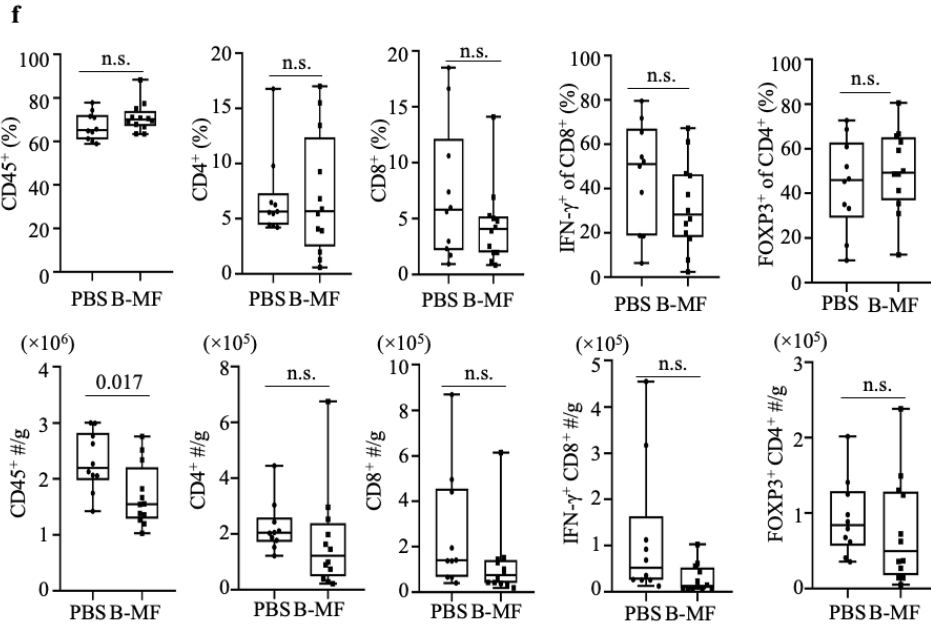 f
CD45⁺ (%)
100
80
60
40
20
0
n.s.
PBS B-MF
CD4⁺ (%)
20
15
10
5
0
n.s.
PBS B-MF
CD8⁺ (%)
20
15
10
5
0
n.s.
PBS B-MF
IFN-γ⁺ of CD8⁺ (%)
100
80
60
40
20
0
n.s.
PBS B-MF
FOXP3⁺ of CD4⁺ (%)
100
80
60
40
20
0
n.s.
PBS B-MF
(×10⁶)
CD45⁺ #/g
4
3
2
1
0
0.017
PBS B-MF
(×10⁵)
CD4⁺ #/g
8
6
4
2
0
n.s.
PBS B-MF
(×10⁵)
CD8⁺ #/g
10
8
6
4
2
0
n.s.
PBS B-MF
(×10⁵)
IFN-γ⁺ CD8⁺ #/g
5
4
3
2
1
0
n.s.
PBS B-MF
(×10⁵)
FOXP3⁺ CD4⁺ #/g
3
2
1
0
n.s.
PBS B-MF